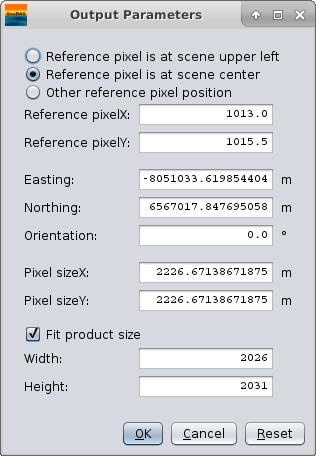 SeaDAS
Output Parameters
Reference pixel is at scene upper left
Reference pixel is at scene center
Other reference pixel position
Reference pixelX: 1013.0
Reference pixelY: 1015.5
Easting: -8051033.619854404 m
Northing: 6567017.847695058 m
Orientation: 0.0 °
Pixel sizeX: 2226.67138671875 m
Pixel sizeY: 2226.67138671875 m
Fit product size
Width: 2026
Height: 2031
OK Cancel Reset